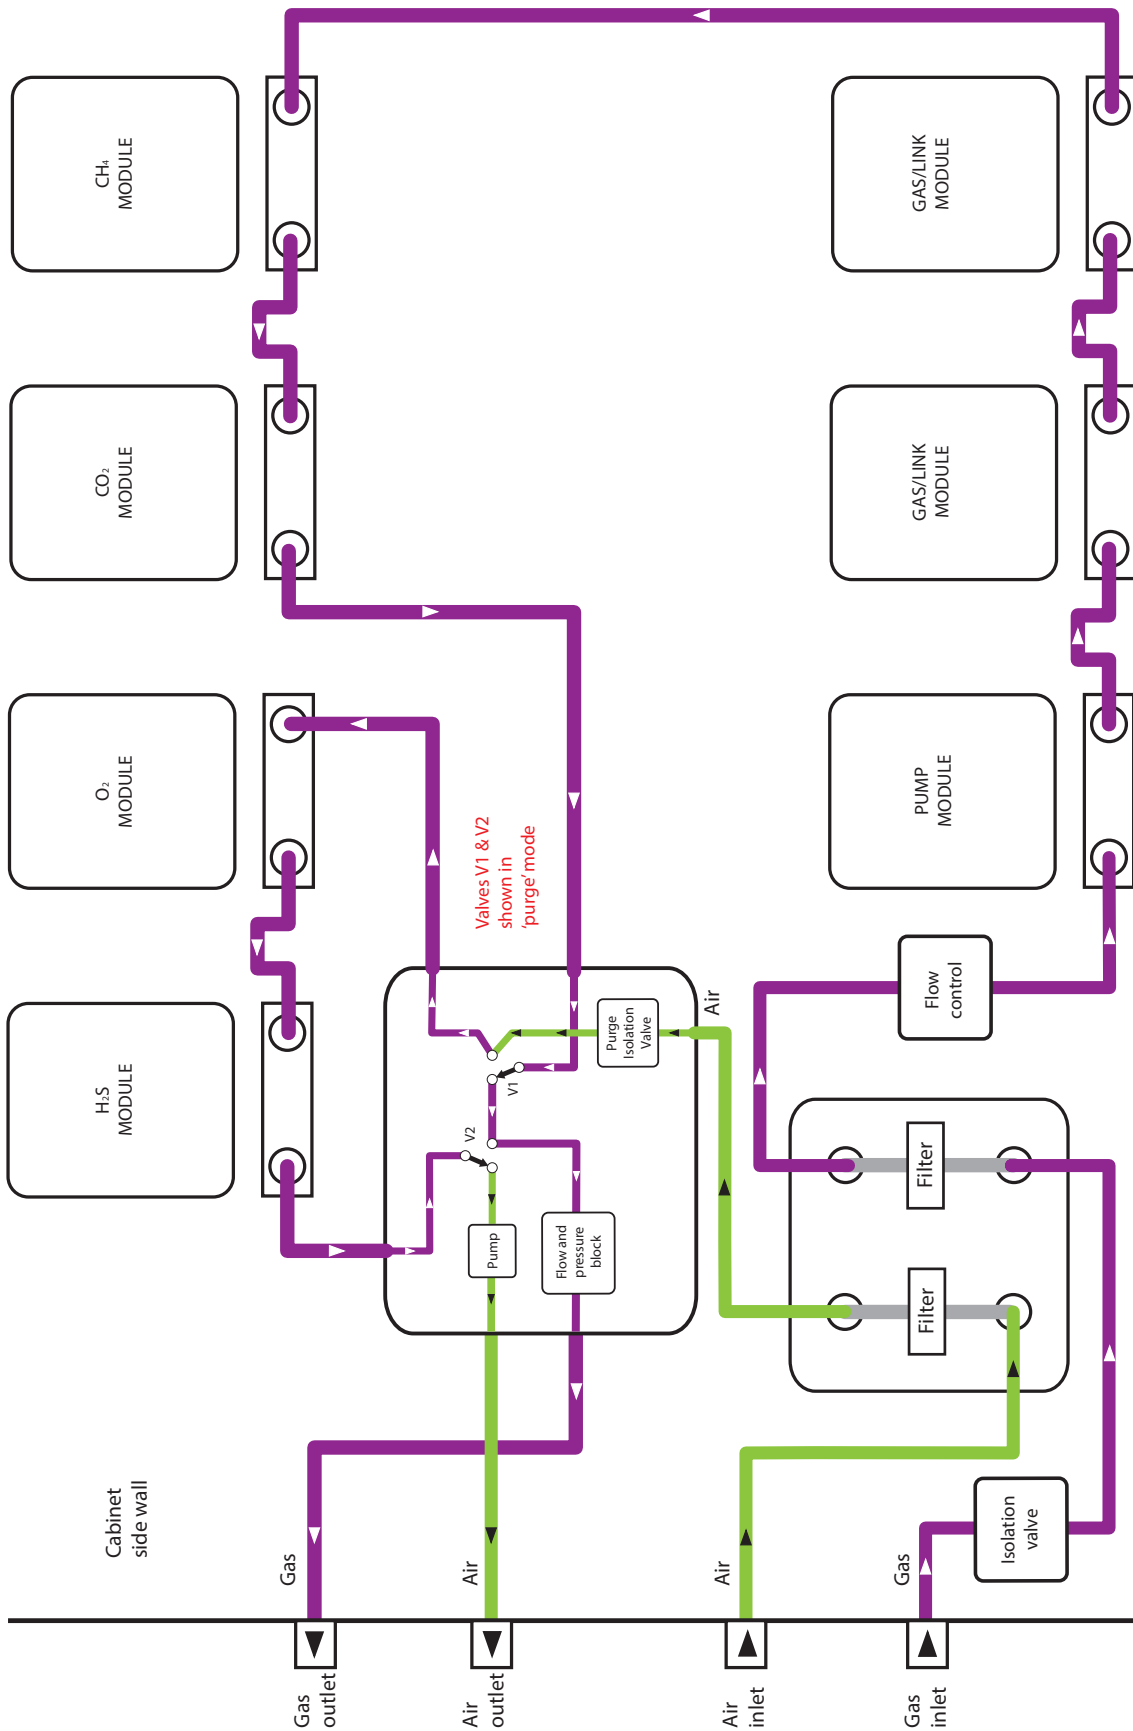 CH₄
MODULE
CO₂
MODULE
O₂
MODULE
H₂S
MODULE
GAS/LINK
MODULE
GAS/LINK
MODULE
PUMP
MODULE
Valves V1 & V2
shown in
'purge' mode
Flow
control
Air
Purge
Isolation
Valve
V1
V2
Pump
Flow and
pressure
block
Filter
Filter
Cabinet
side wall
Gas
Air
Air
Gas
Isolation
valve
Gas
outlet
Air
outlet
Air
inlet
Gas
inlet